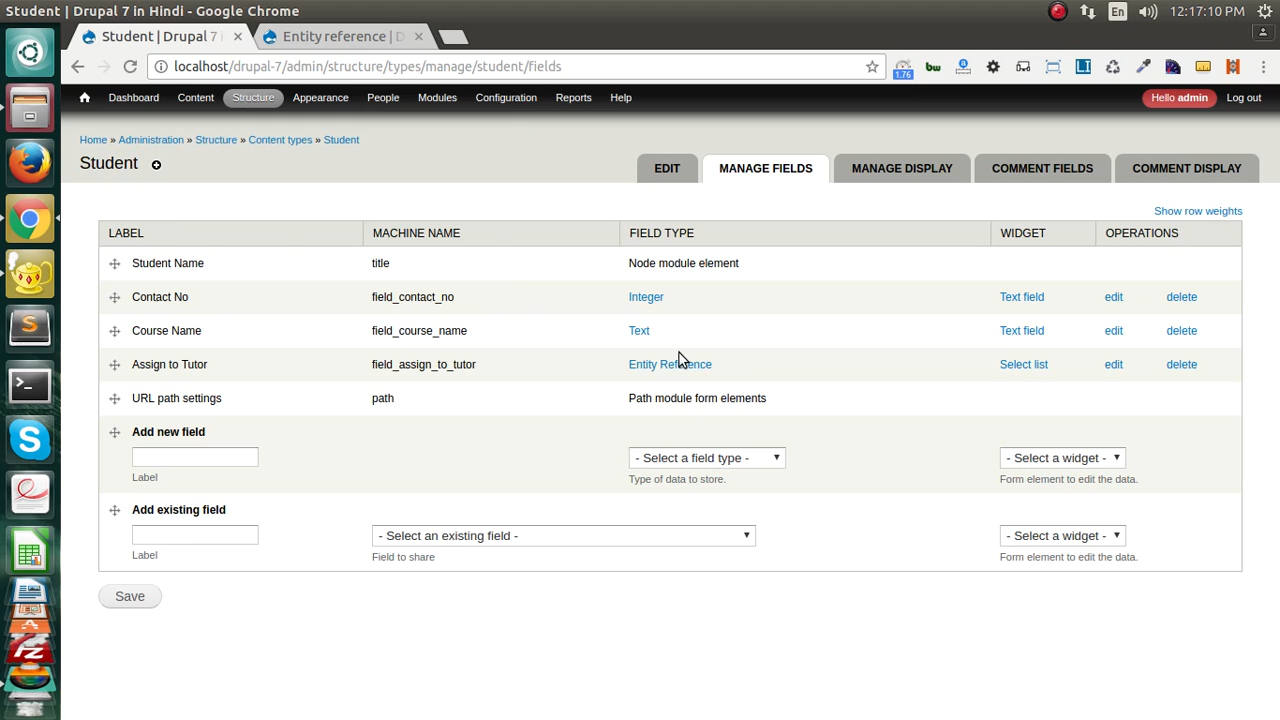 Student | Drupal 7 in Hindi - Google Chrome
En
12:17:10 PM
Student | Drupal 7 i
Entity reference | D
localhost/drupal-7/admin/structure/types/manage/student/fields
1.76
Dashboard Content Structure Appearance People Modules Configuration Reports Help
Hello admin Log out
Home » Administration » Structure » Content types » Student
Student
EDIT MANAGE FIELDS MANAGE DISPLAY COMMENT FIELDS COMMENT DISPLAY
Show row weights
LABEL MACHINE NAME FIELD TYPE WIDGET OPERATIONS
Student Name title Node module element
Contact No field_contact_no Integer Text field edit delete
Course Name field_course_name Text Text field edit delete
Assign to Tutor field_assign_to_tutor Entity Reference Select list edit delete
URL path settings path Path module form elements
Add new field
- Select a field type - - Select a widget -
Label Type of data to store. Form element to edit the data.
Add existing field
- Select an existing field - - Select a widget -
Label Field to share Form element to edit the data.
Save